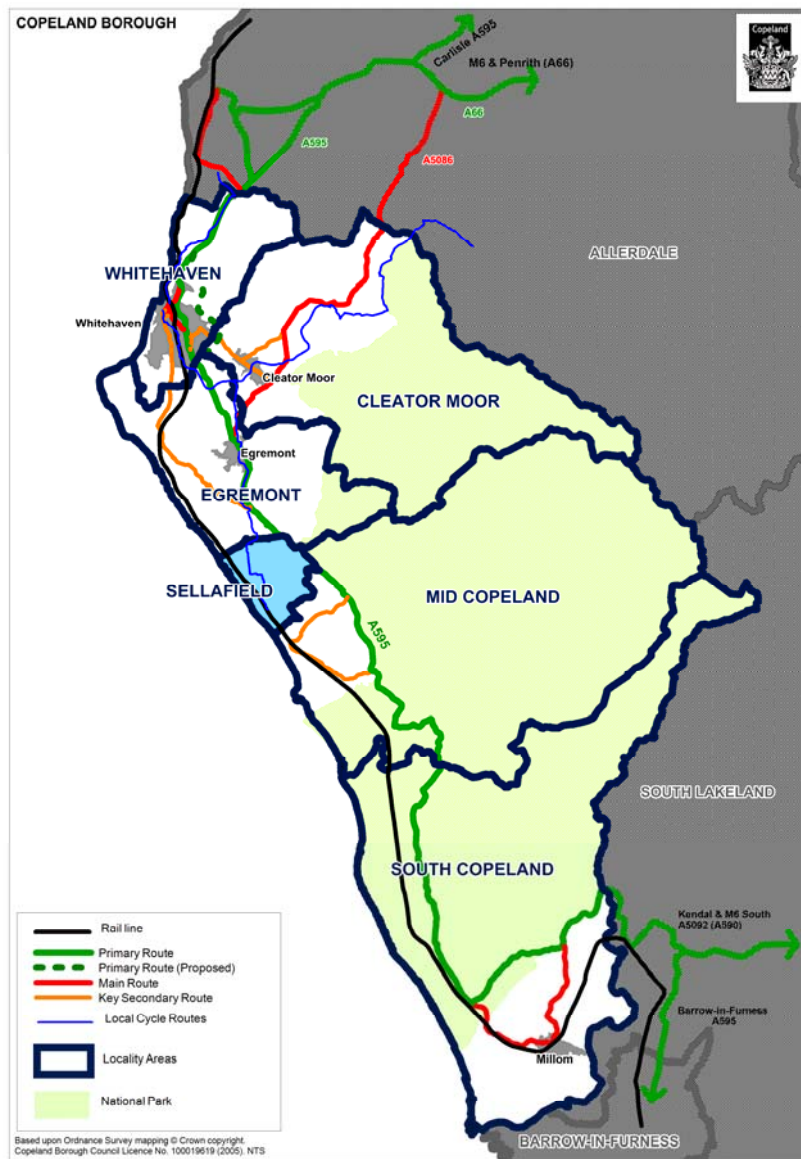 COPELAND BOROUGH
Copeland
Carlisle A595
M6 & Penrith (A66)
A66
A595
A5086
ALLERDALE
WHITEHAVEN
Whitehaven
Cleator Moor
CLEATOR MOOR
Egremont
EGREMONT
SELLAFIELD
MID COPELAND
A595
SOUTH LAKELAND
SOUTH COPELAND
Kendal & M6 South
A5092 (A590)
Barrow-in-Furness
A595
Millom
BARROW-IN-FURNESS
Rail line
Primary Route
Primary Route (Proposed)
Main Route
Key Secondary Route
Local Cycle Routes
Locality Areas
National Park
Based upon Ordnance Survey mapping © Crown copyright.
Copeland Borough Council Licence No. 100019619 (2005). NTS